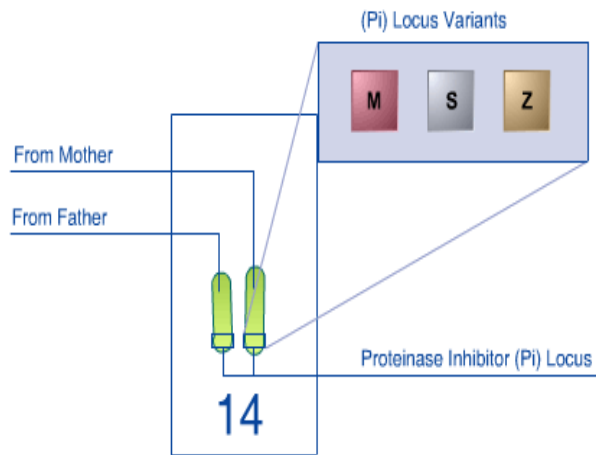 (Pi) Locus Variants
M S Z
From Mother
From Father
Proteinase Inhibitor (Pi) Locus
14